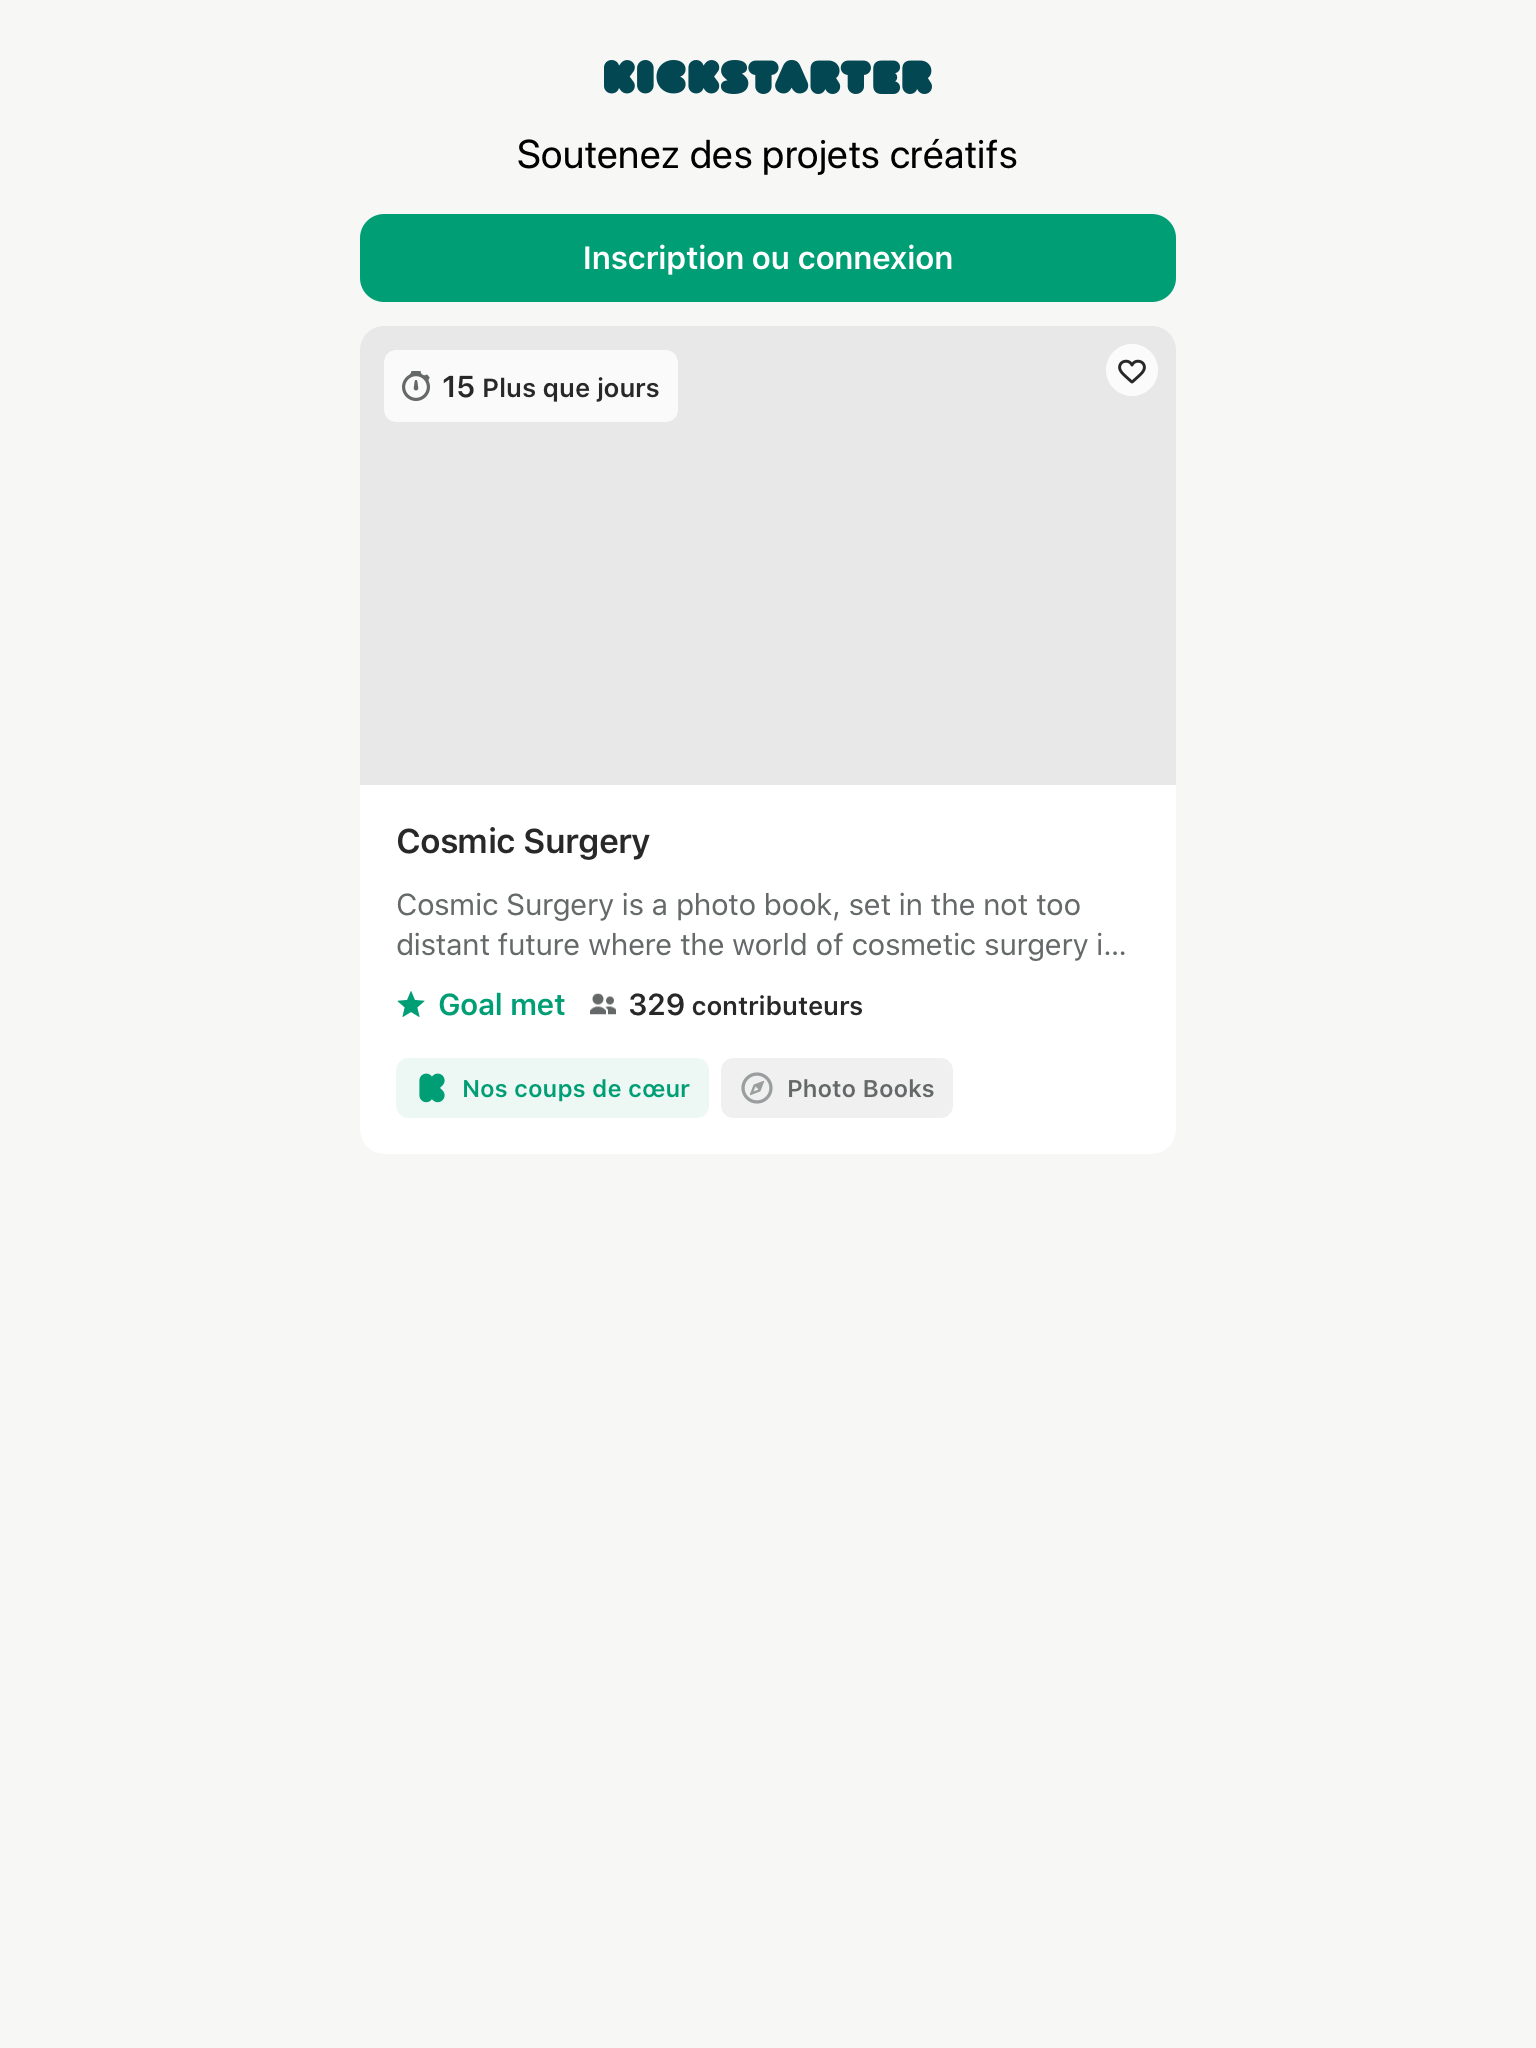 KICKSTARTER
Soutenez des projets créatifs
Inscription ou connexion
15 Plus que jours
Cosmic Surgery
Cosmic Surgery is a photo book, set in the not too
distant future where the world of cosmetic surgery i...
Goal met 329 contributeurs
Nos coups de cœur Photo Books